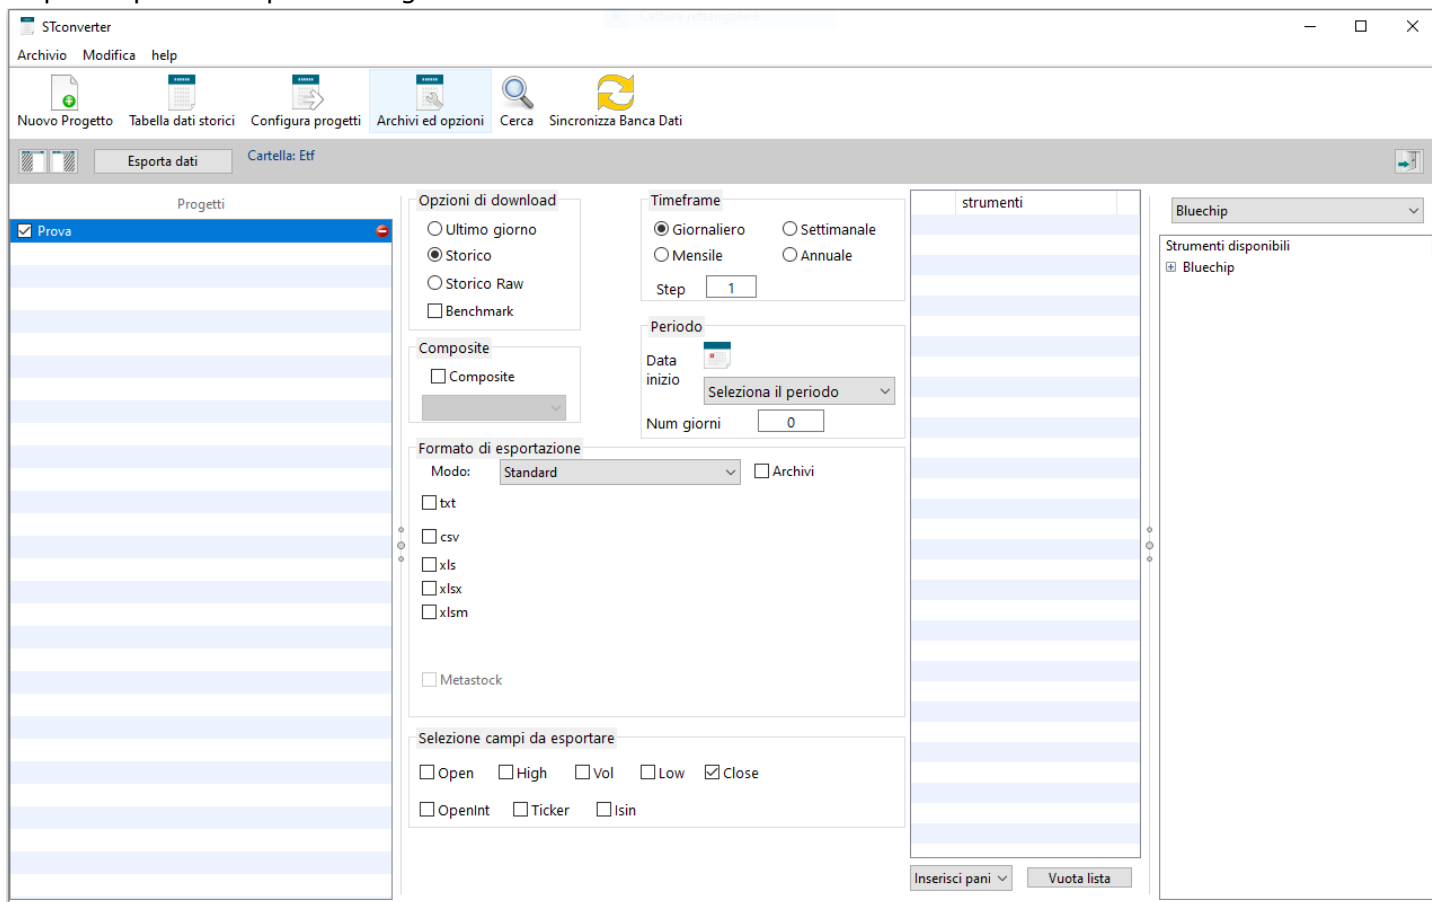 STconverter
Archivio Modifica help
Nuovo Progetto Tabella dati storici Configura progetti Archivi ed opzioni Cerca Sincronizza Banca Dati
Esporta dati Cartella: Etf
Progetti
Prova
Opzioni di download
Ultimo giorno
Storico
Storico Raw
Benchmark
Composite
Composite
Timeframe
Giornaliero Settimanale
Mensile Annuale
Step 1
Periodo
Data
inizio
Seleziona il periodo
Num giorni 0
Formato di esportazione
Modo: Standard Archivi
txt
csv
xls
xlsx
xlsm
Metastock
Selezione campi da esportare
Open High Vol Low Close
OpenInt Ticker Isin
strumenti
Inserisci pani Vuota lista
Bluechip
Strumenti disponibili
Bluechip